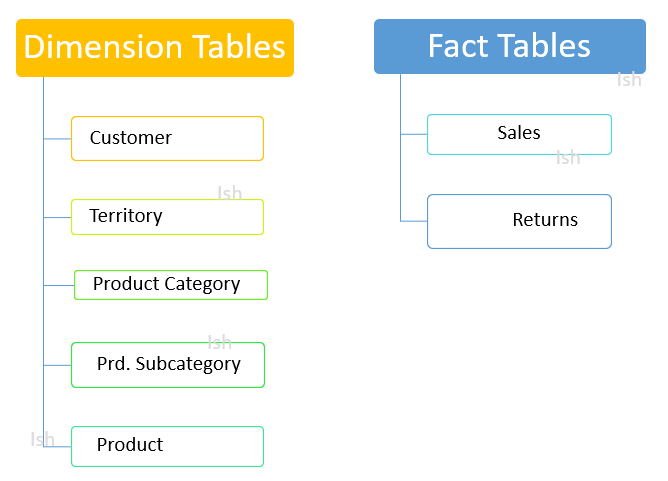 Dimension Tables
Customer
Territory
Product Category
Prd. Subcategory
Product
Fact Tables
Sales
Returns
Ish
Ish
Ish
Ish
Ish